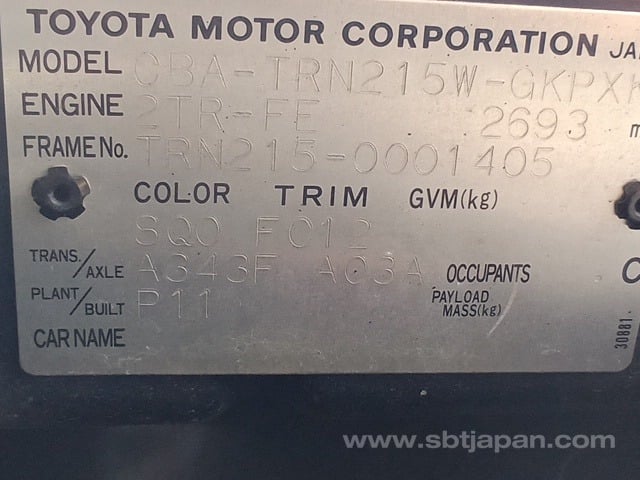 TOYOTA MOTOR CORPORATION JA
MODEL CBA-TRN215W-GKPXK
ENGINE 2TR-FE 2693 m
FRAME No. TRN215-0001405
COLOR TRIM GVM(kg)
SQ0 FC12
TRANS./AXLE A343F A03A OCCUPANTS C
PLANT/BUILT P11 PAYLOAD MASS(kg)
CAR NAME
30881.
www.sbtjapan.com